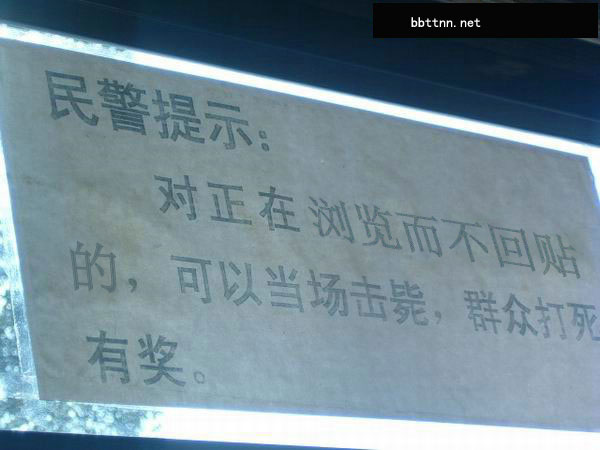 bbttnn.net
民警提示：
对正在浏览而不回贴
的，可以当场击毙，群众打死
有奖。